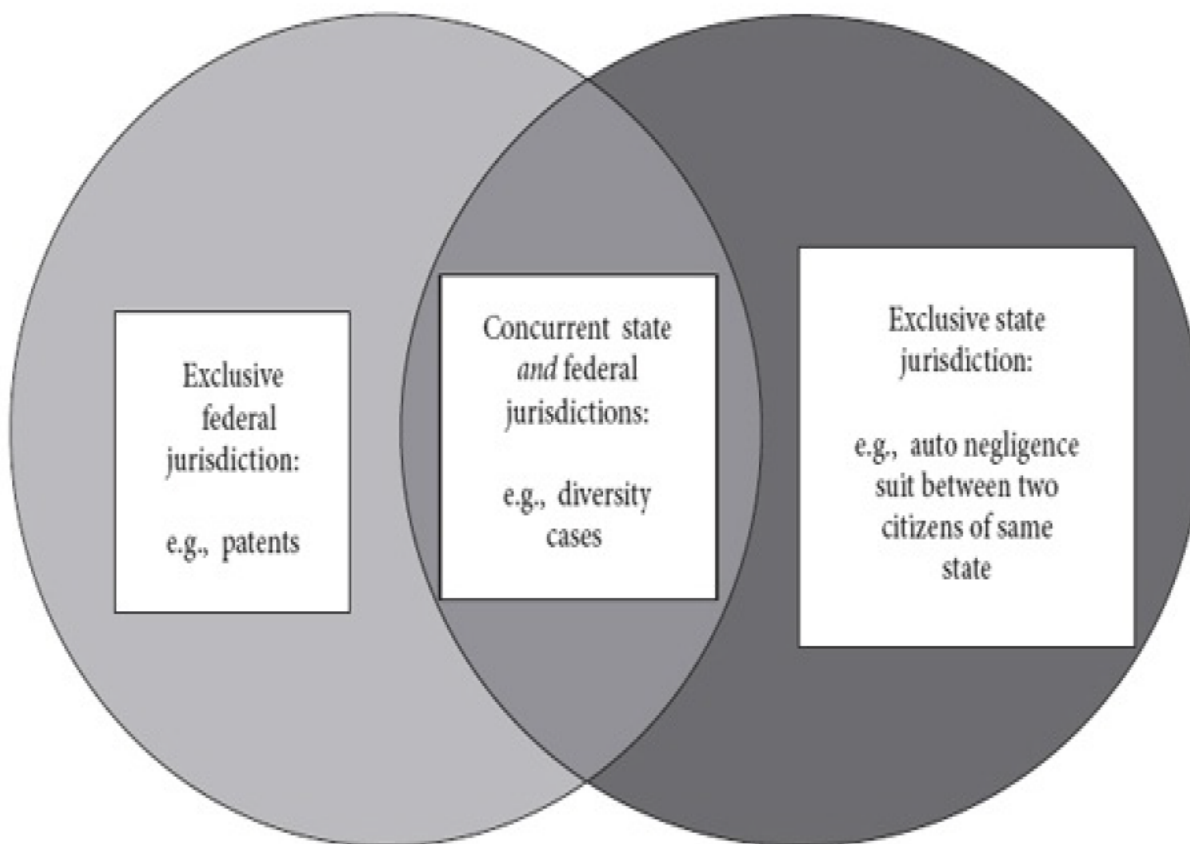 Exclusive
federal
jurisdiction:
e.g., patents
Concurrent state
and federal
jurisdictions:
e.g., diversity
cases
Exclusive state
jurisdiction:
e.g., auto negligence
suit between two
citizens of same
state